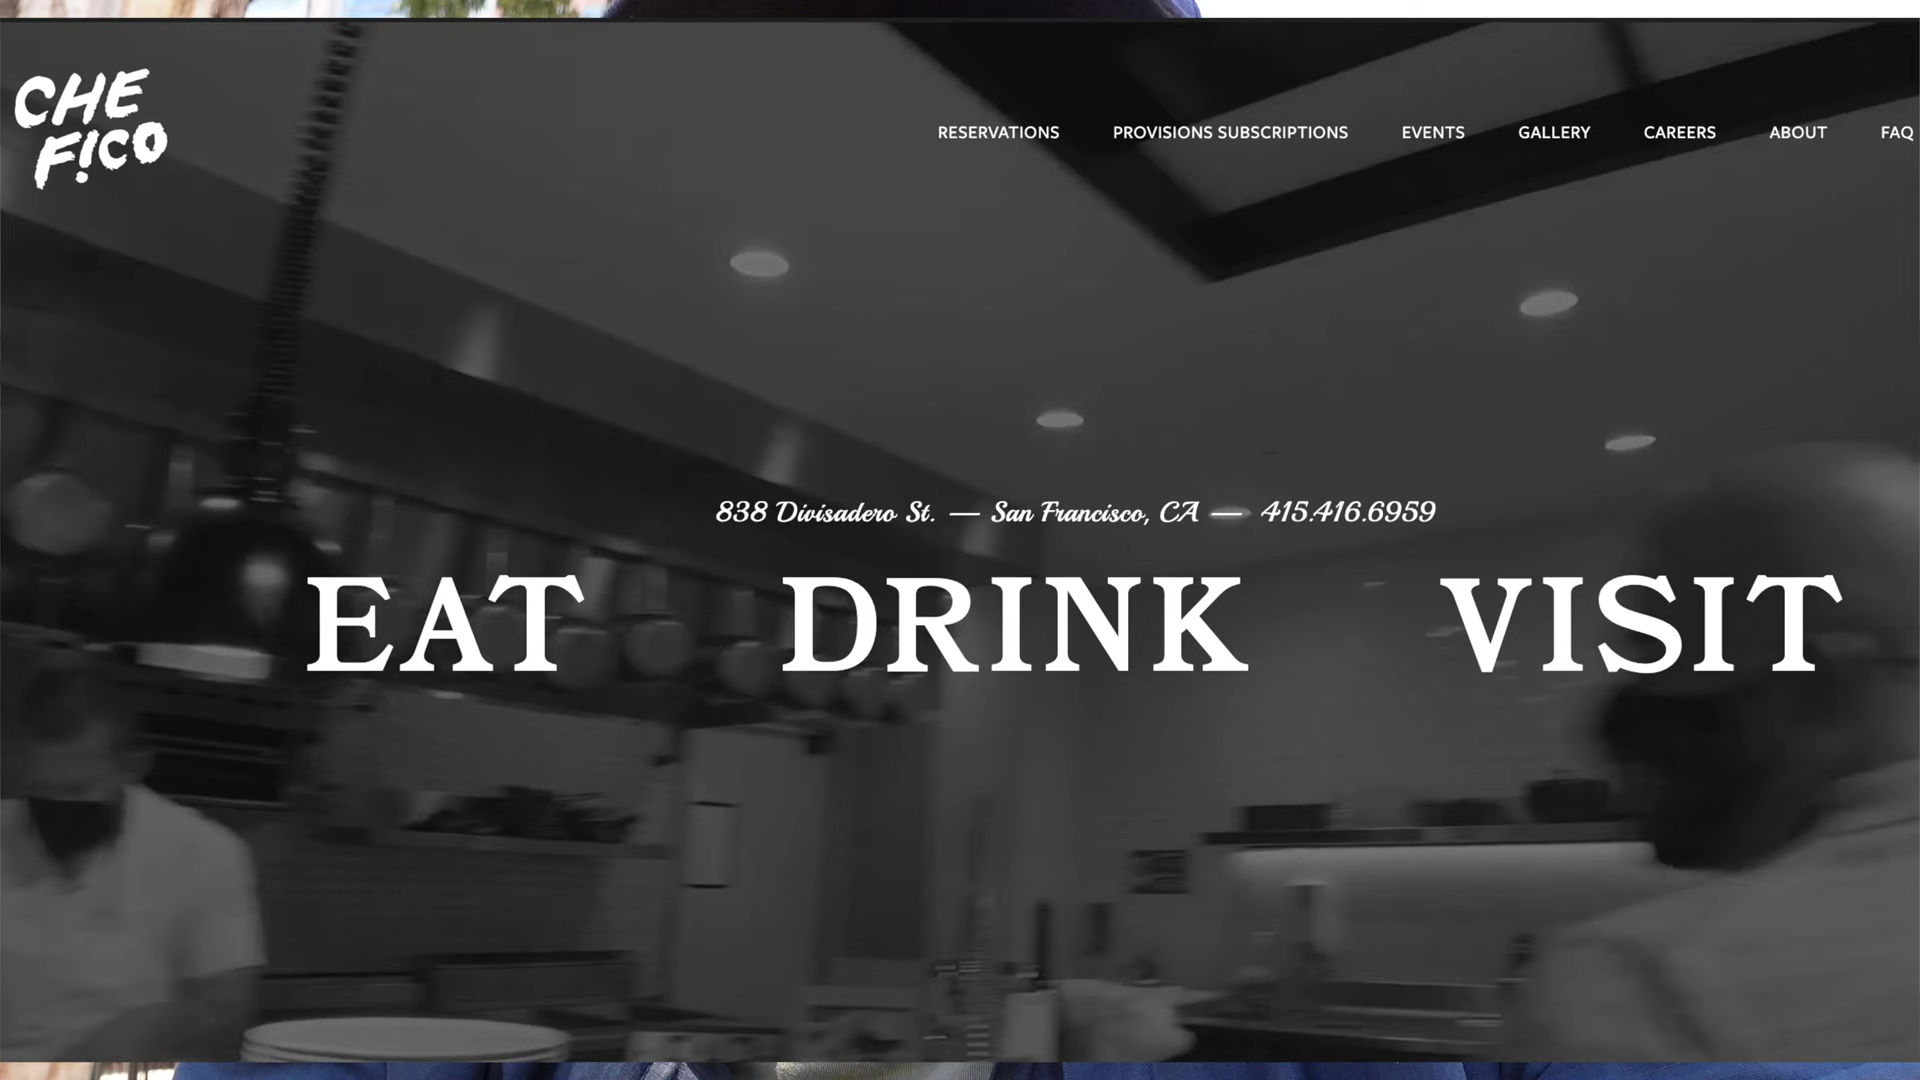 CHE
F!CO
RESERVATIONS PROVISIONS SUBSCRIPTIONS EVENTS GALLERY CAREERS ABOUT FAQ
838 Divisadero St. — San Francisco, CA — 415.416.6959
EAT DRINK VISIT